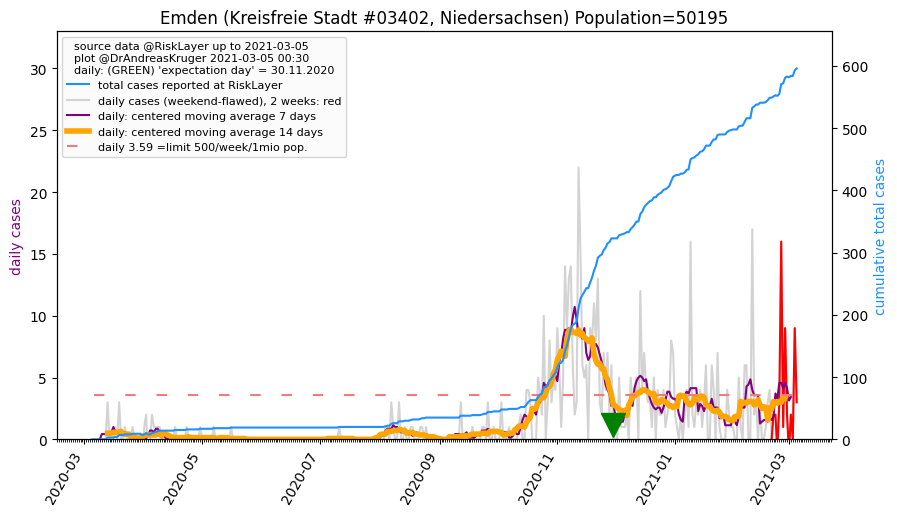 Emden (Kreisfreie Stadt #03402, Niedersachsen) Population=50195
source data @RiskLayer up to 2021-03-05
plot @DrAndreasKruger 2021-03-05 00:30
daily: (GREEN) 'expectation day' = 30.11.2020
total cases reported at RiskLayer
daily cases (weekend-flawed), 2 weeks: red
daily: centered moving average 7 days
daily: centered moving average 14 days
daily 3.59 =limit 500/week/1mio pop.
daily cases
30
25
20
15
10
5
0
cumulative total cases
600
500
400
300
200
100
0
2020-03
2020-05
2020-07
2020-09
2020-11
2021-01
2021-03